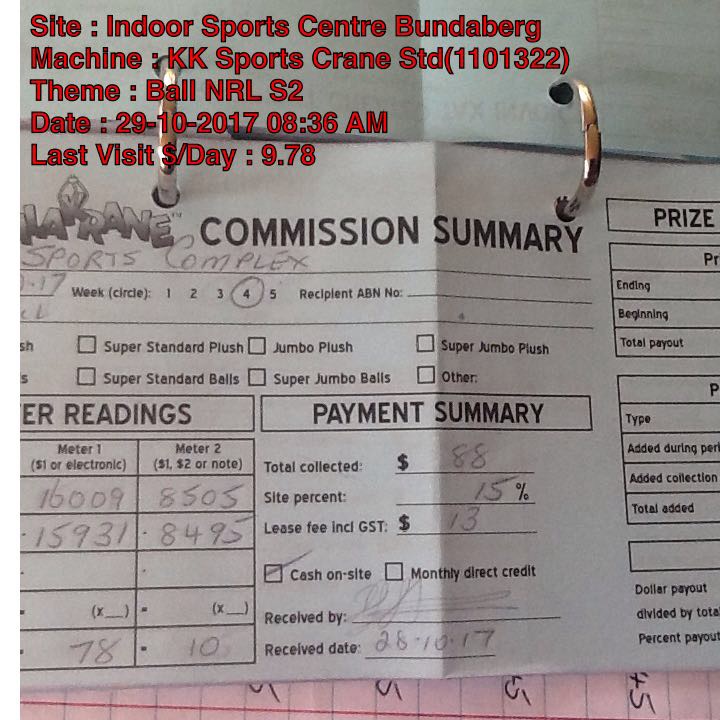 Site : Indoor Sports Centre Bundaberg
Machine : KK Sports Crane Std(1101322)
Theme : Ball NRL S2
Date : 29-10-2017 08:36 AM
Last Visit $/Day : 9.78
COMMISSION SUMMARY
SPORTS COMPLEX
Week (circle): 1 2 3 4 5 Recipient ABN No:
Super Standard Plush Jumbo Plush Super Jumbo Plush
Super Standard Balls Super Jumbo Balls Other:
ER READINGS
Meter 1 Meter 2
($1 or electronic) ($1, $2 or note)
16009 8505
- 15931 - 8495
- -
(x__) = (x__)
= 78 = 10
PAYMENT SUMMARY
Total collected: $ 88
Site percent: 15 %
Lease fee incl GST: $ 13
Cash on-site Monthly direct credit
Received by:
Received date: 28.10.17
PRIZE
Pr
Ending
Beginning
Total payout
P
Type
Added during peri
Added collection
Total added
Dollar payout
divided by tota
Percent payou
45